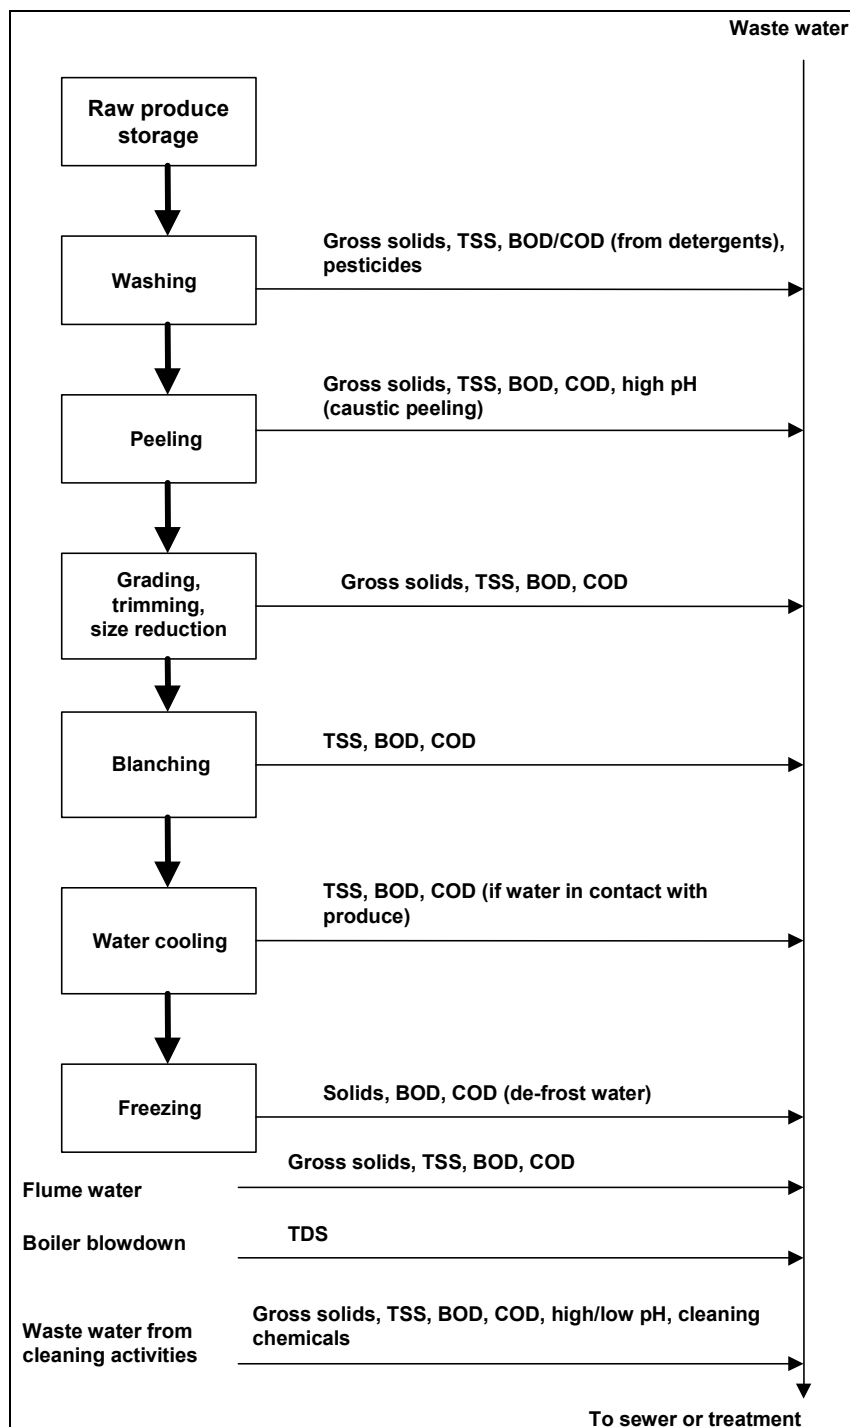 Waste water
Raw produce
storage
Gross solids, TSS, BOD/COD (from detergents),
pesticides
Washing
Gross solids, TSS, BOD, COD, high pH
(caustic peeling)
Peeling
Grading,
trimming,
size reduction
Gross solids, TSS, BOD, COD
TSS, BOD, COD
Blanching
TSS, BOD, COD (if water in contact with
produce)
Water cooling
Freezing
Solids, BOD, COD (de-frost water)
Gross solids, TSS, BOD, COD
Flume water
Boiler blowdown
TDS
Gross solids, TSS, BOD, COD, high/low pH, cleaning
chemicals
Waste water from
cleaning activities
To sewer or treatment